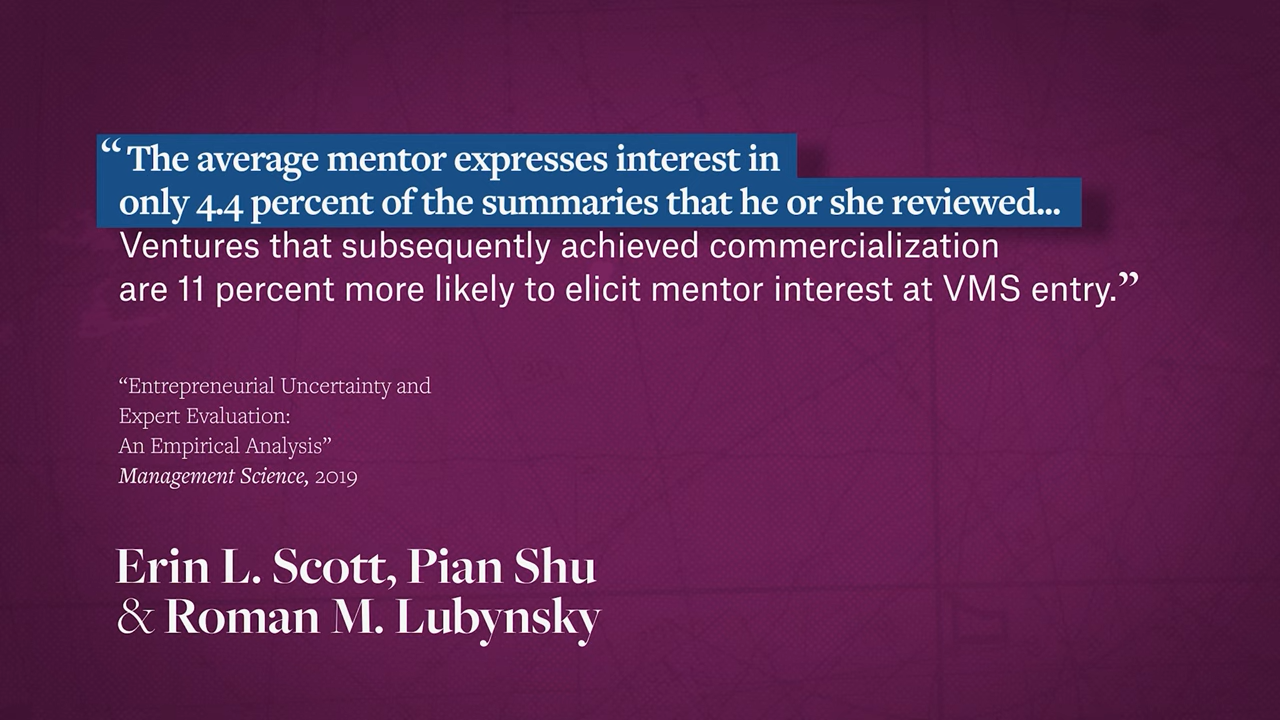 “The average mentor expresses interest in
only 4.4 percent of the summaries that he or she reviewed...
Ventures that subsequently achieved commercialization
are 11 percent more likely to elicit mentor interest at VMS entry.”
“Entrepreneurial Uncertainty and
Expert Evaluation:
An Empirical Analysis”
Management Science, 2019
Erin L. Scott, Pian Shu
& Roman M. Lubynsky